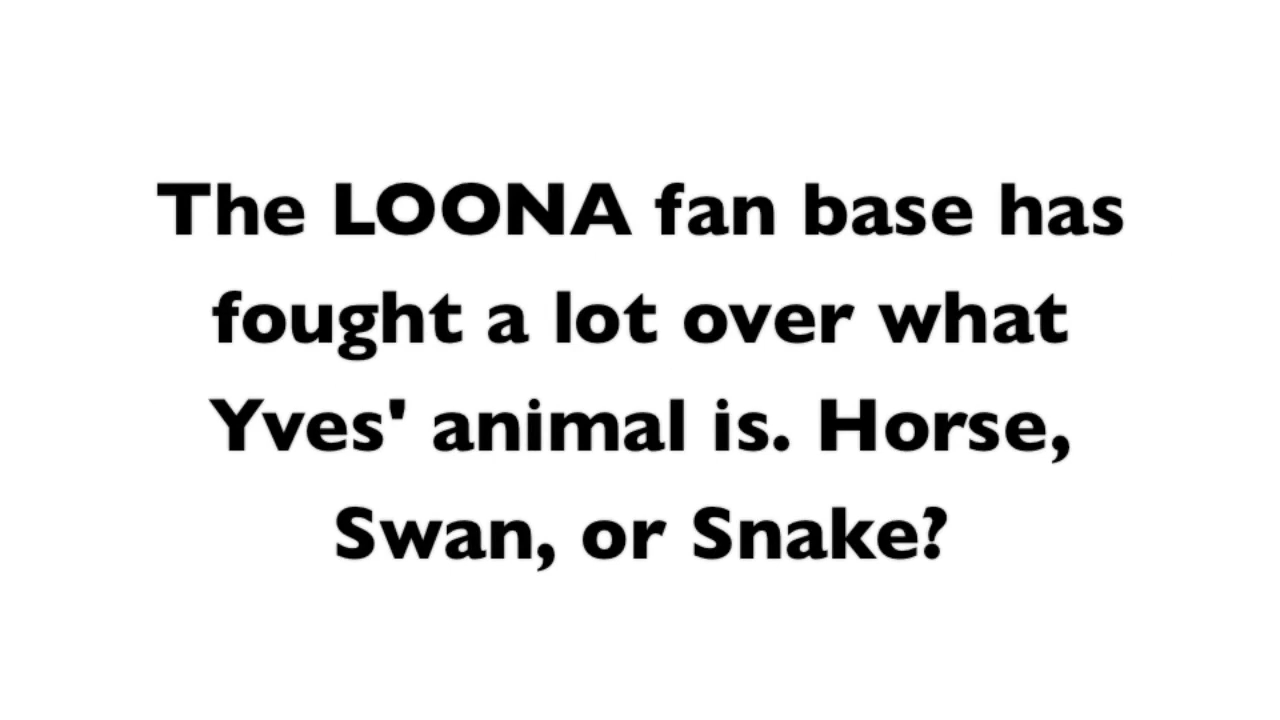 The LOONA fan base has
fought a lot over what
Yves' animal is. Horse,
Swan, or Snake?